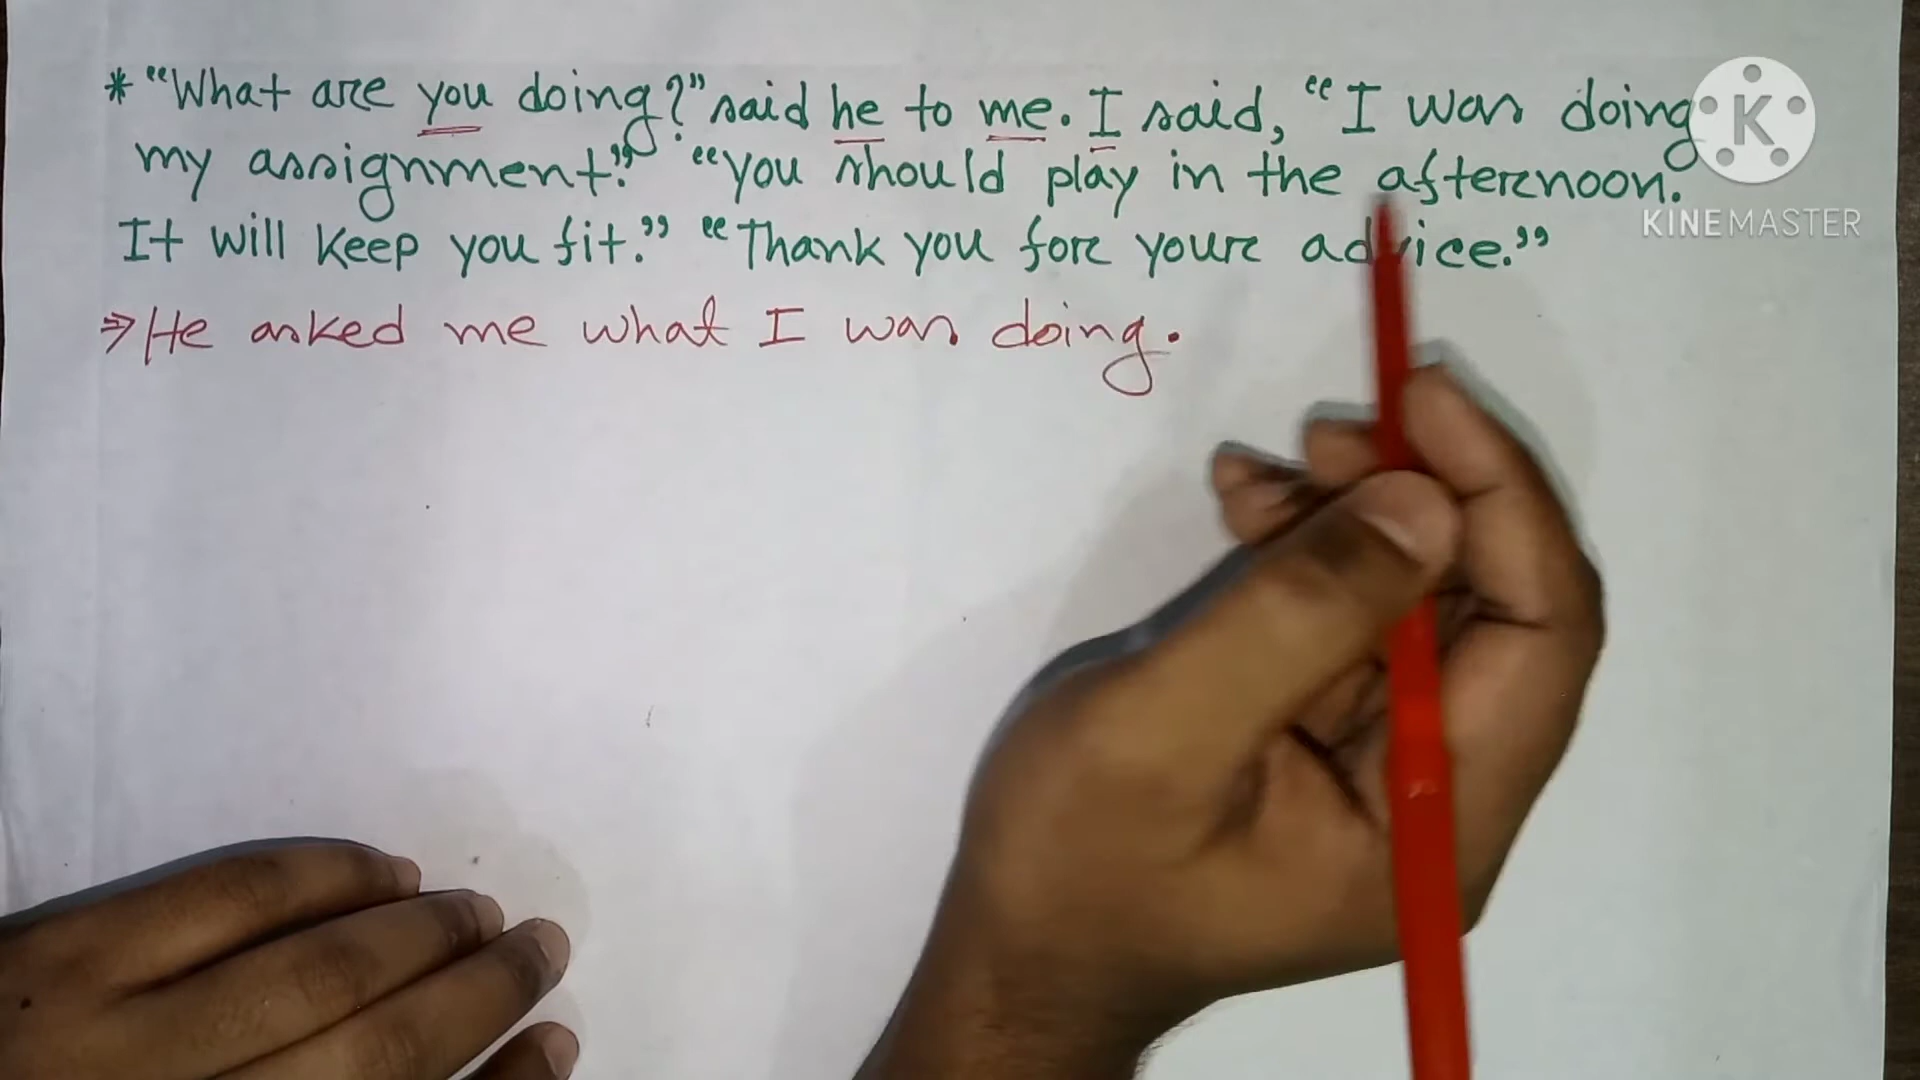 * “What are you doing?” said he to me. I said, “I was doing
my assignment.” “you should play in the afternoon.
It will keep you fit.” “Thank you for your advice.”
⇒ He asked me what I was doing.
K
KINEMASTER